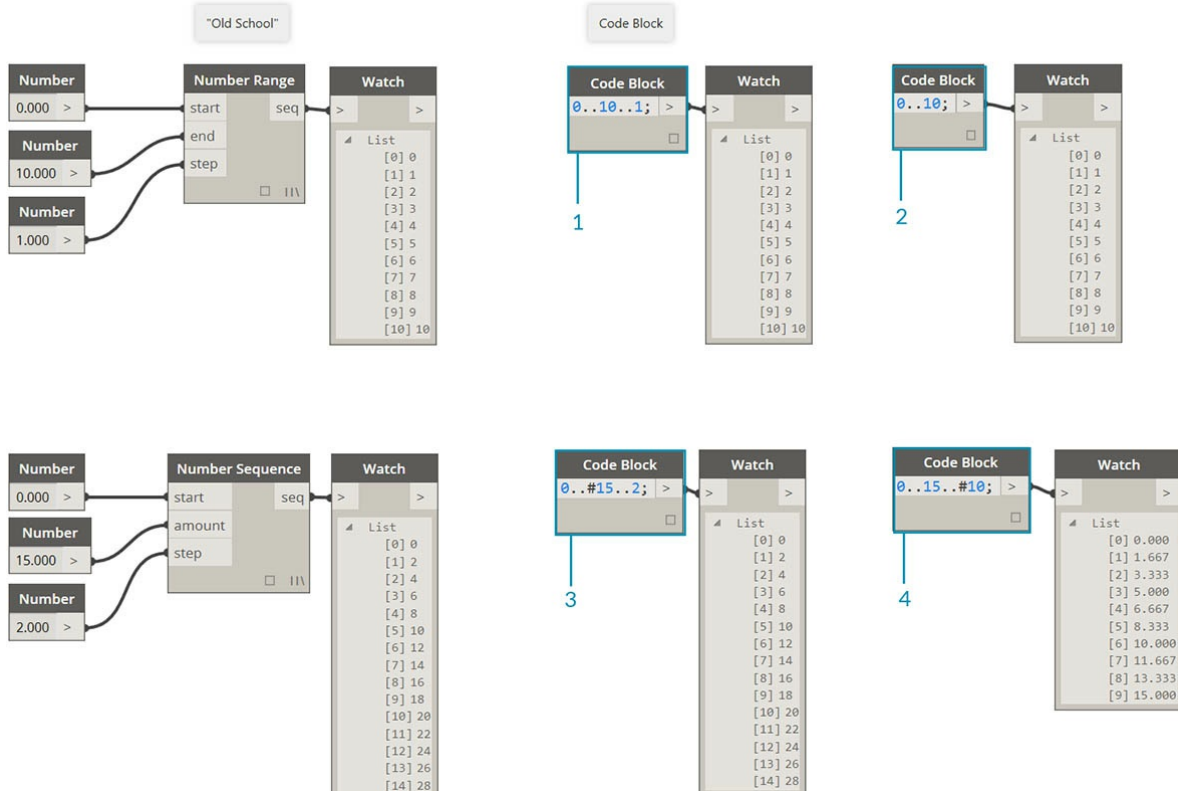 "Old School"
Code Block
Number
0.000 >
Number
10.000 >
Number
1.000 >
Number Range
start seq
end
step
Watch
> >
List
[0] 0
[1] 1
[2] 2
[3] 3
[4] 4
[5] 5
[6] 6
[7] 7
[8] 8
[9] 9
[10] 10
Code Block
0..10..1; >
1
Watch
> >
List
[0] 0
[1] 1
[2] 2
[3] 3
[4] 4
[5] 5
[6] 6
[7] 7
[8] 8
[9] 9
[10] 10
Code Block
0..10; >
2
Watch
> >
List
[0] 0
[1] 1
[2] 2
[3] 3
[4] 4
[5] 5
[6] 6
[7] 7
[8] 8
[9] 9
[10] 10
Number
0.000 >
Number
15.000 >
Number
2.000 >
Number Sequence
start seq
amount
step
Watch
> >
List
[0] 0
[1] 2
[2] 4
[3] 6
[4] 8
[5] 10
[6] 12
[7] 14
[8] 16
[9] 18
[10] 20
[11] 22
[12] 24
[13] 26
[14] 28
Code Block
0..#15..2; >
3
Watch
> >
List
[0] 0
[1] 2
[2] 4
[3] 6
[4] 8
[5] 10
[6] 12
[7] 14
[8] 16
[9] 18
[10] 20
[11] 22
[12] 24
[13] 26
[14] 28
Code Block
0..15..#10; >
4
Watch
> >
List
[0] 0.000
[1] 1.667
[2] 3.333
[3] 5.000
[4] 6.667
[5] 8.333
[6] 10.000
[7] 11.667
[8] 13.333
[9] 15.000